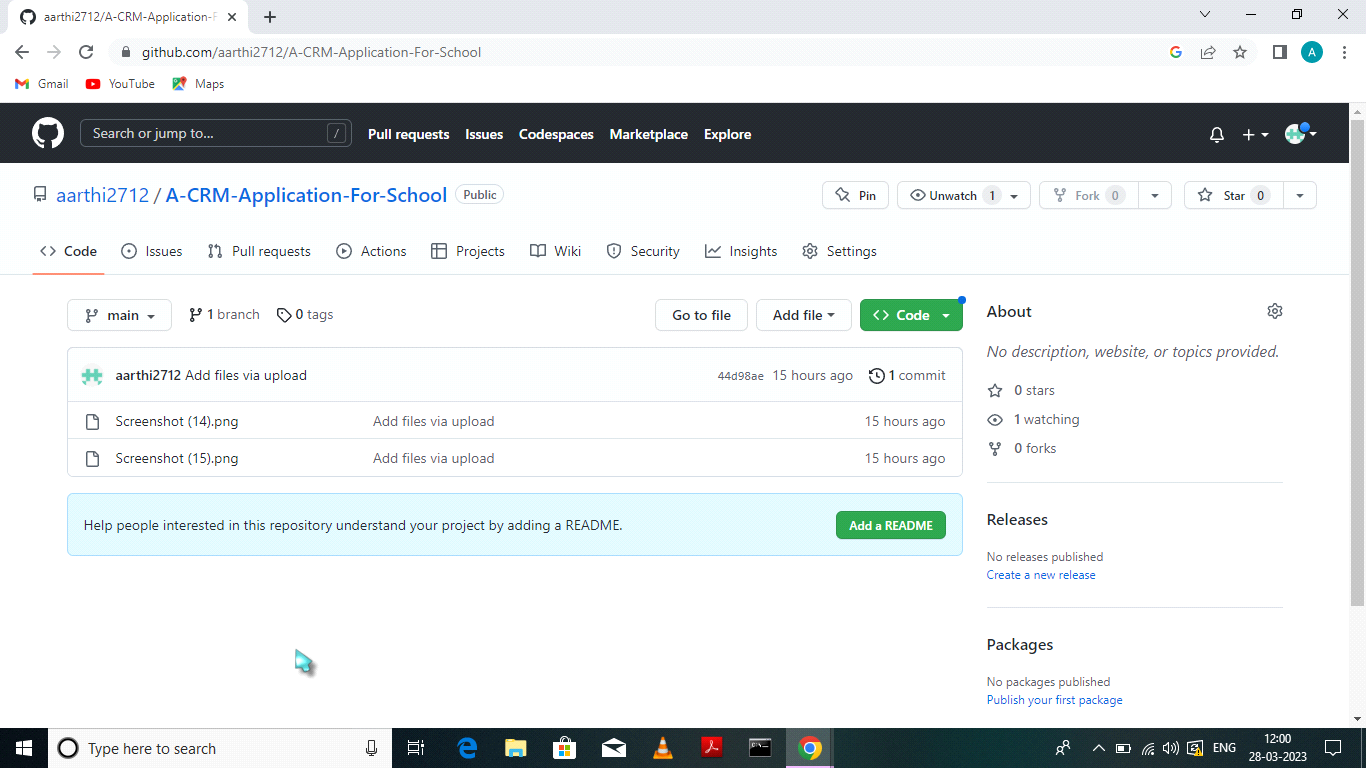 aarthi2712/A-CRM-Application-F
github.com/aarthi2712/A-CRM-Application-For-School
A
Gmail YouTube Maps
Search or jump to... / Pull requests Issues Codespaces Marketplace Explore
aarthi2712 / A-CRM-Application-For-School Public Pin Unwatch 1 Fork 0 Star 0
Code Issues Pull requests Actions Projects Wiki Security Insights Settings
main 1 branch 0 tags Go to file Add file Code
aarthi2712 Add files via upload 44d98ae 15 hours ago 1 commit
Screenshot (14).png Add files via upload 15 hours ago
Screenshot (15).png Add files via upload 15 hours ago
Help people interested in this repository understand your project by adding a README. Add a README
About
No description, website, or topics provided.
0 stars
1 watching
0 forks
Releases
No releases published
Create a new release
Packages
No packages published
Publish your first package
Type here to search
ENG
12:00
28-03-2023